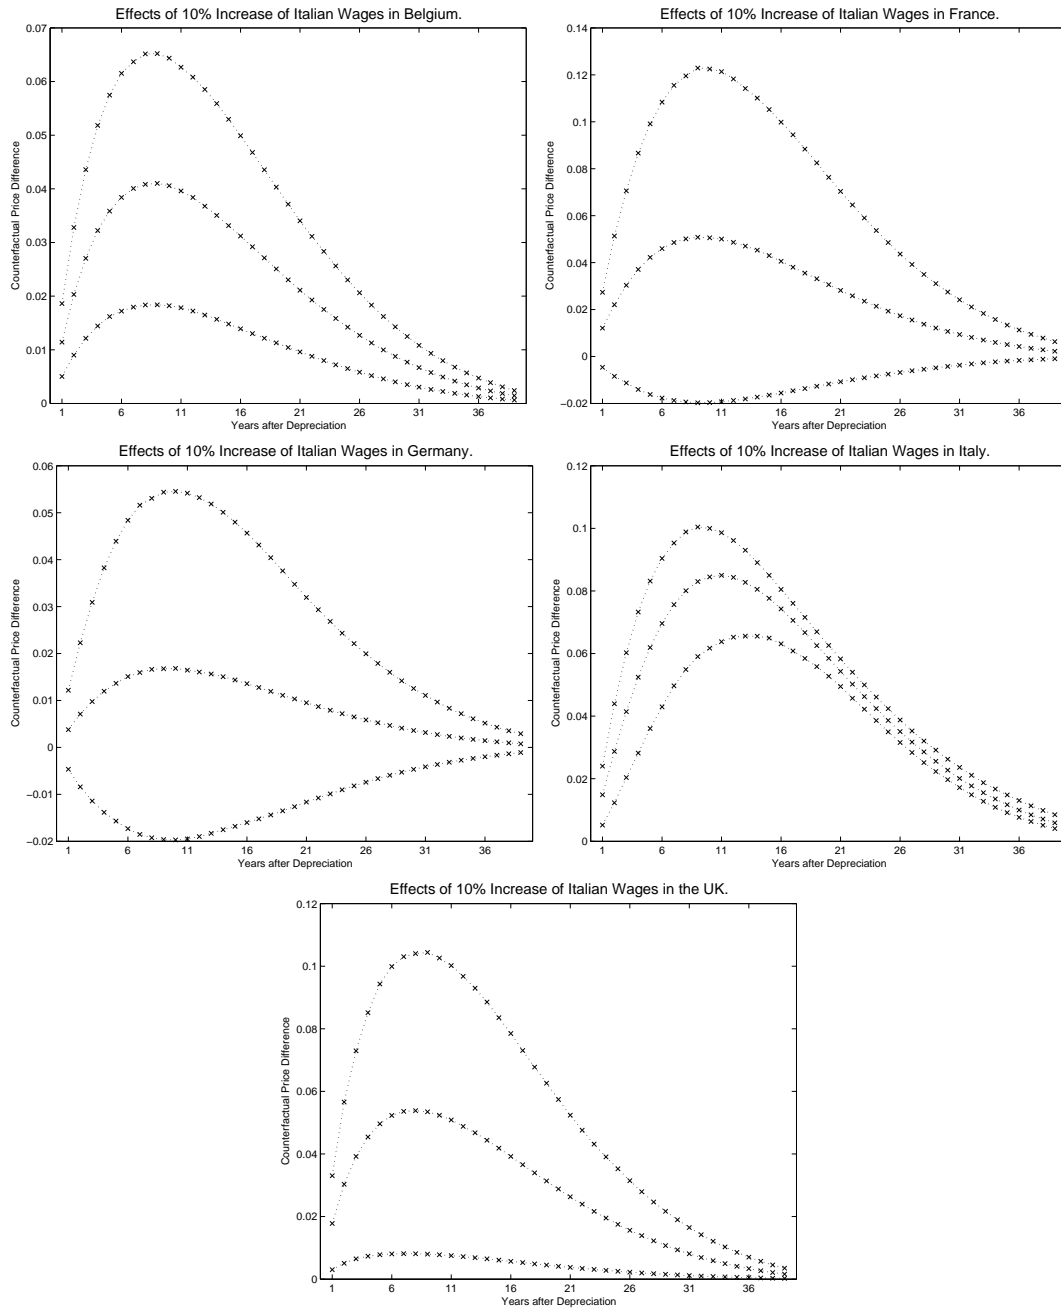 Effects of 10% Increase of Italian Wages in Belgium.
0.07
0.06
0.05
0.04
0.03
0.02
0.01
0
Counterfactual Price Difference
1 6 11 16 21 26 31 36
Years after Depreciation
Effects of 10% Increase of Italian Wages in France.
0.14
0.12
0.1
0.08
0.06
0.04
0.02
0
−0.02
Counterfactual Price Difference
1 6 11 16 21 26 31 36
Years after Depreciation
Effects of 10% Increase of Italian Wages in Germany.
0.06
0.05
0.04
0.03
0.02
0.01
0
−0.01
−0.02
Counterfactual Price Difference
1 6 11 16 21 26 31 36
Years after Depreciation
Effects of 10% Increase of Italian Wages in Italy.
0.12
0.1
0.08
0.06
0.04
0.02
0
Counterfactual Price Difference
1 6 11 16 21 26 31 36
Years after Depreciation
Effects of 10% Increase of Italian Wages in the UK.
0.12
0.1
0.08
0.06
0.04
0.02
0
Counterfactual Price Difference
1 6 11 16 21 26 31 36
Years after Depreciation